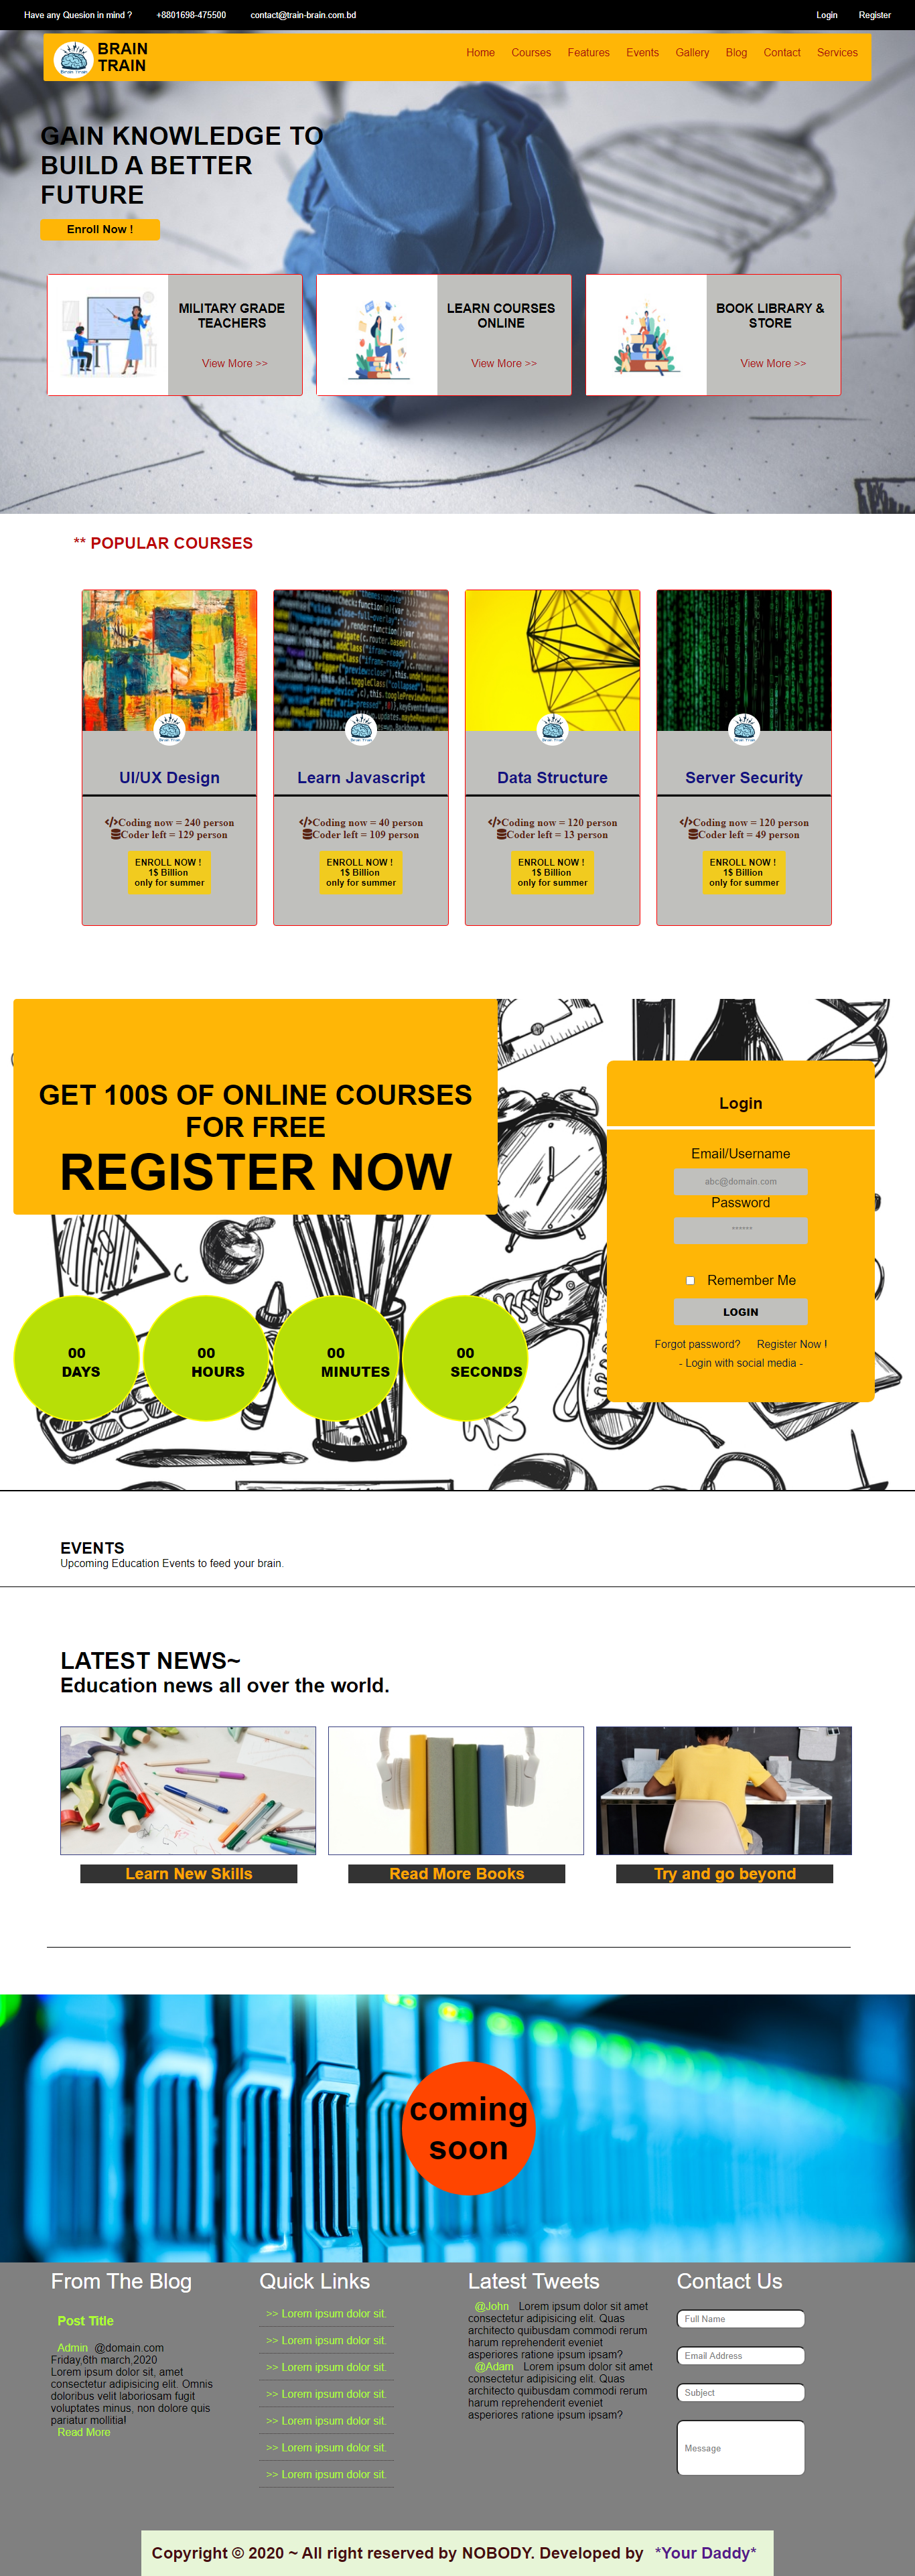 Have any Quesion in mind ? +8801698-475500 contact@train-brain.com.bd Login Register
BRAIN
TRAIN
Brain Train
Home Courses Features Events Gallery Blog Contact Services
GAIN KNOWLEDGE TO
BUILD A BETTER
FUTURE
Enroll Now !
MILITARY GRADE
TEACHERS
View More >>
LEARN COURSES
ONLINE
View More >>
BOOK LIBRARY &
STORE
View More >>
** POPULAR COURSES
UI/UX Design
Coding now = 240 person
Coder left = 129 person
ENROLL NOW !
1$ Billion
only for summer
Learn Javascript
Coding now = 40 person
Coder left = 109 person
ENROLL NOW !
1$ Billion
only for summer
Data Structure
Coding now = 120 person
Coder left = 13 person
ENROLL NOW !
1$ Billion
only for summer
Server Security
Coding now = 120 person
Coder left = 49 person
ENROLL NOW !
1$ Billion
only for summer
GET 100S OF ONLINE COURSES
FOR FREE
REGISTER NOW
00
DAYS
00
HOURS
00
MINUTES
00
SECONDS
Login
Email/Username
abc@domain.com
Password
******
Remember Me
LOGIN
Forgot password? Register Now !
- Login with social media -
EVENTS
Upcoming Education Events to feed your brain.
LATEST NEWS~
Education news all over the world.
Learn New Skills
Read More Books
Try and go beyond
coming
soon
From The Blog
Post Title
Admin @domain.com
Friday,6th march,2020
Lorem ipsum dolor sit, amet
consectetur adipisicing elit. Omnis
doloribus velit laboriosam fugit
voluptates minus, non dolore quis
pariatur mollitia!
Read More
Quick Links
>> Lorem ipsum dolor sit.
>> Lorem ipsum dolor sit.
>> Lorem ipsum dolor sit.
>> Lorem ipsum dolor sit.
>> Lorem ipsum dolor sit.
>> Lorem ipsum dolor sit.
>> Lorem ipsum dolor sit.
Latest Tweets
@John Lorem ipsum dolor sit amet
consectetur adipisicing elit. Quas
architecto quibusdam commodi rerum
harum reprehenderit eveniet
asperiores ratione ipsum ipsam?
@Adam Lorem ipsum dolor sit amet
consectetur adipisicing elit. Quas
architecto quibusdam commodi rerum
harum reprehenderit eveniet
asperiores ratione ipsum ipsam?
Contact Us
Full Name
Email Address
Subject
Message
Copyright © 2020 ~ All right reserved by NOBODY. Developed by *Your Daddy*